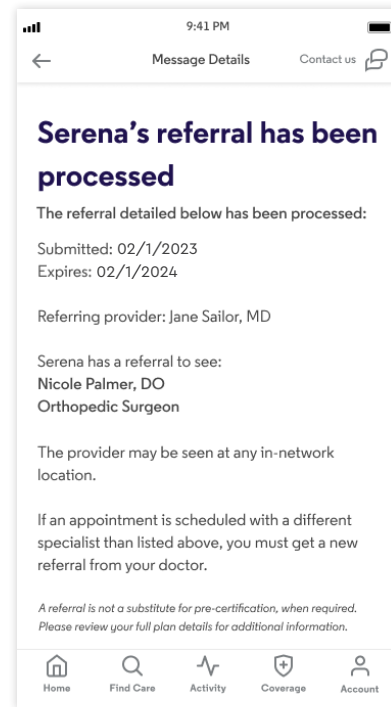 9:41 PM
Message Details
Contact us
Serena's referral has been
processed
The referral detailed below has been processed:
Submitted: 02/1/2023
Expires: 02/1/2024
Referring provider: Jane Sailor, MD
Serena has a referral to see:
Nicole Palmer, DO
Orthopedic Surgeon
The provider may be seen at any in-network
location.
If an appointment is scheduled with a different
specialist than listed above, you must get a new
referral from your doctor.
A referral is not a substitute for pre-certification, when required.
Please review your full plan details for additional information.
Home
Find Care
Activity
Coverage
Account